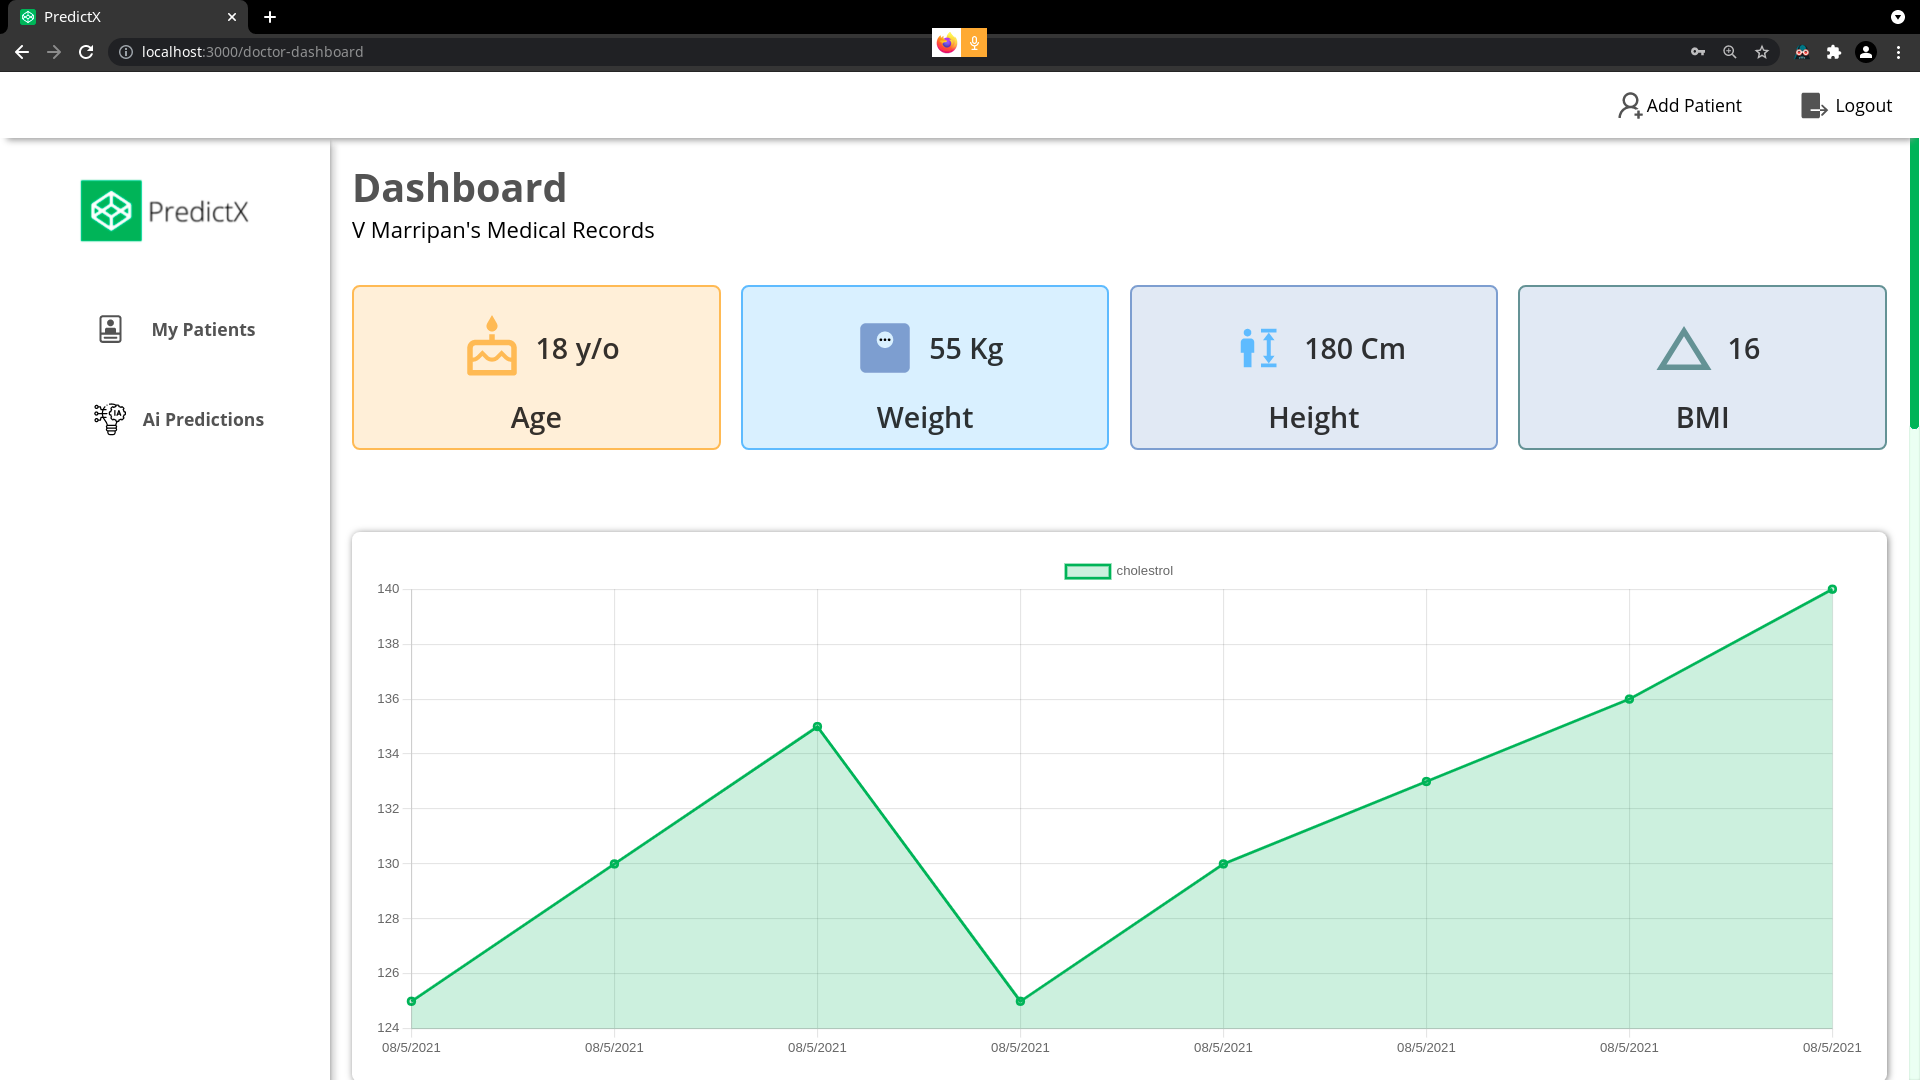 PredictX
localhost:3000/doctor-dashboard
Add Patient
Logout
PredictX
My Patients
Ai Predictions
Dashboard
V Marripan's Medical Records
18 y/o
Age
55 Kg
Weight
180 Cm
Height
16
BMI
cholestrol
140
138
136
134
132
130
128
126
124
08/5/2021 08/5/2021 08/5/2021 08/5/2021 08/5/2021 08/5/2021 08/5/2021 08/5/2021